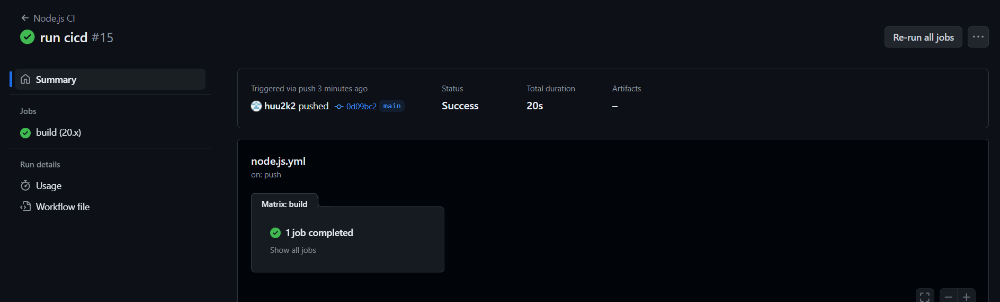 Node.js CI
run cicd #15
Re-run all jobs
Summary
Jobs
build (20.x)
Run details
Usage
Workflow file
Triggered via push 3 minutes ago
huu2k2 pushed 0d09bc2 main
Status
Success
Total duration
20s
Artifacts
–
node.js.yml
on: push
Matrix: build
1 job completed
Show all jobs